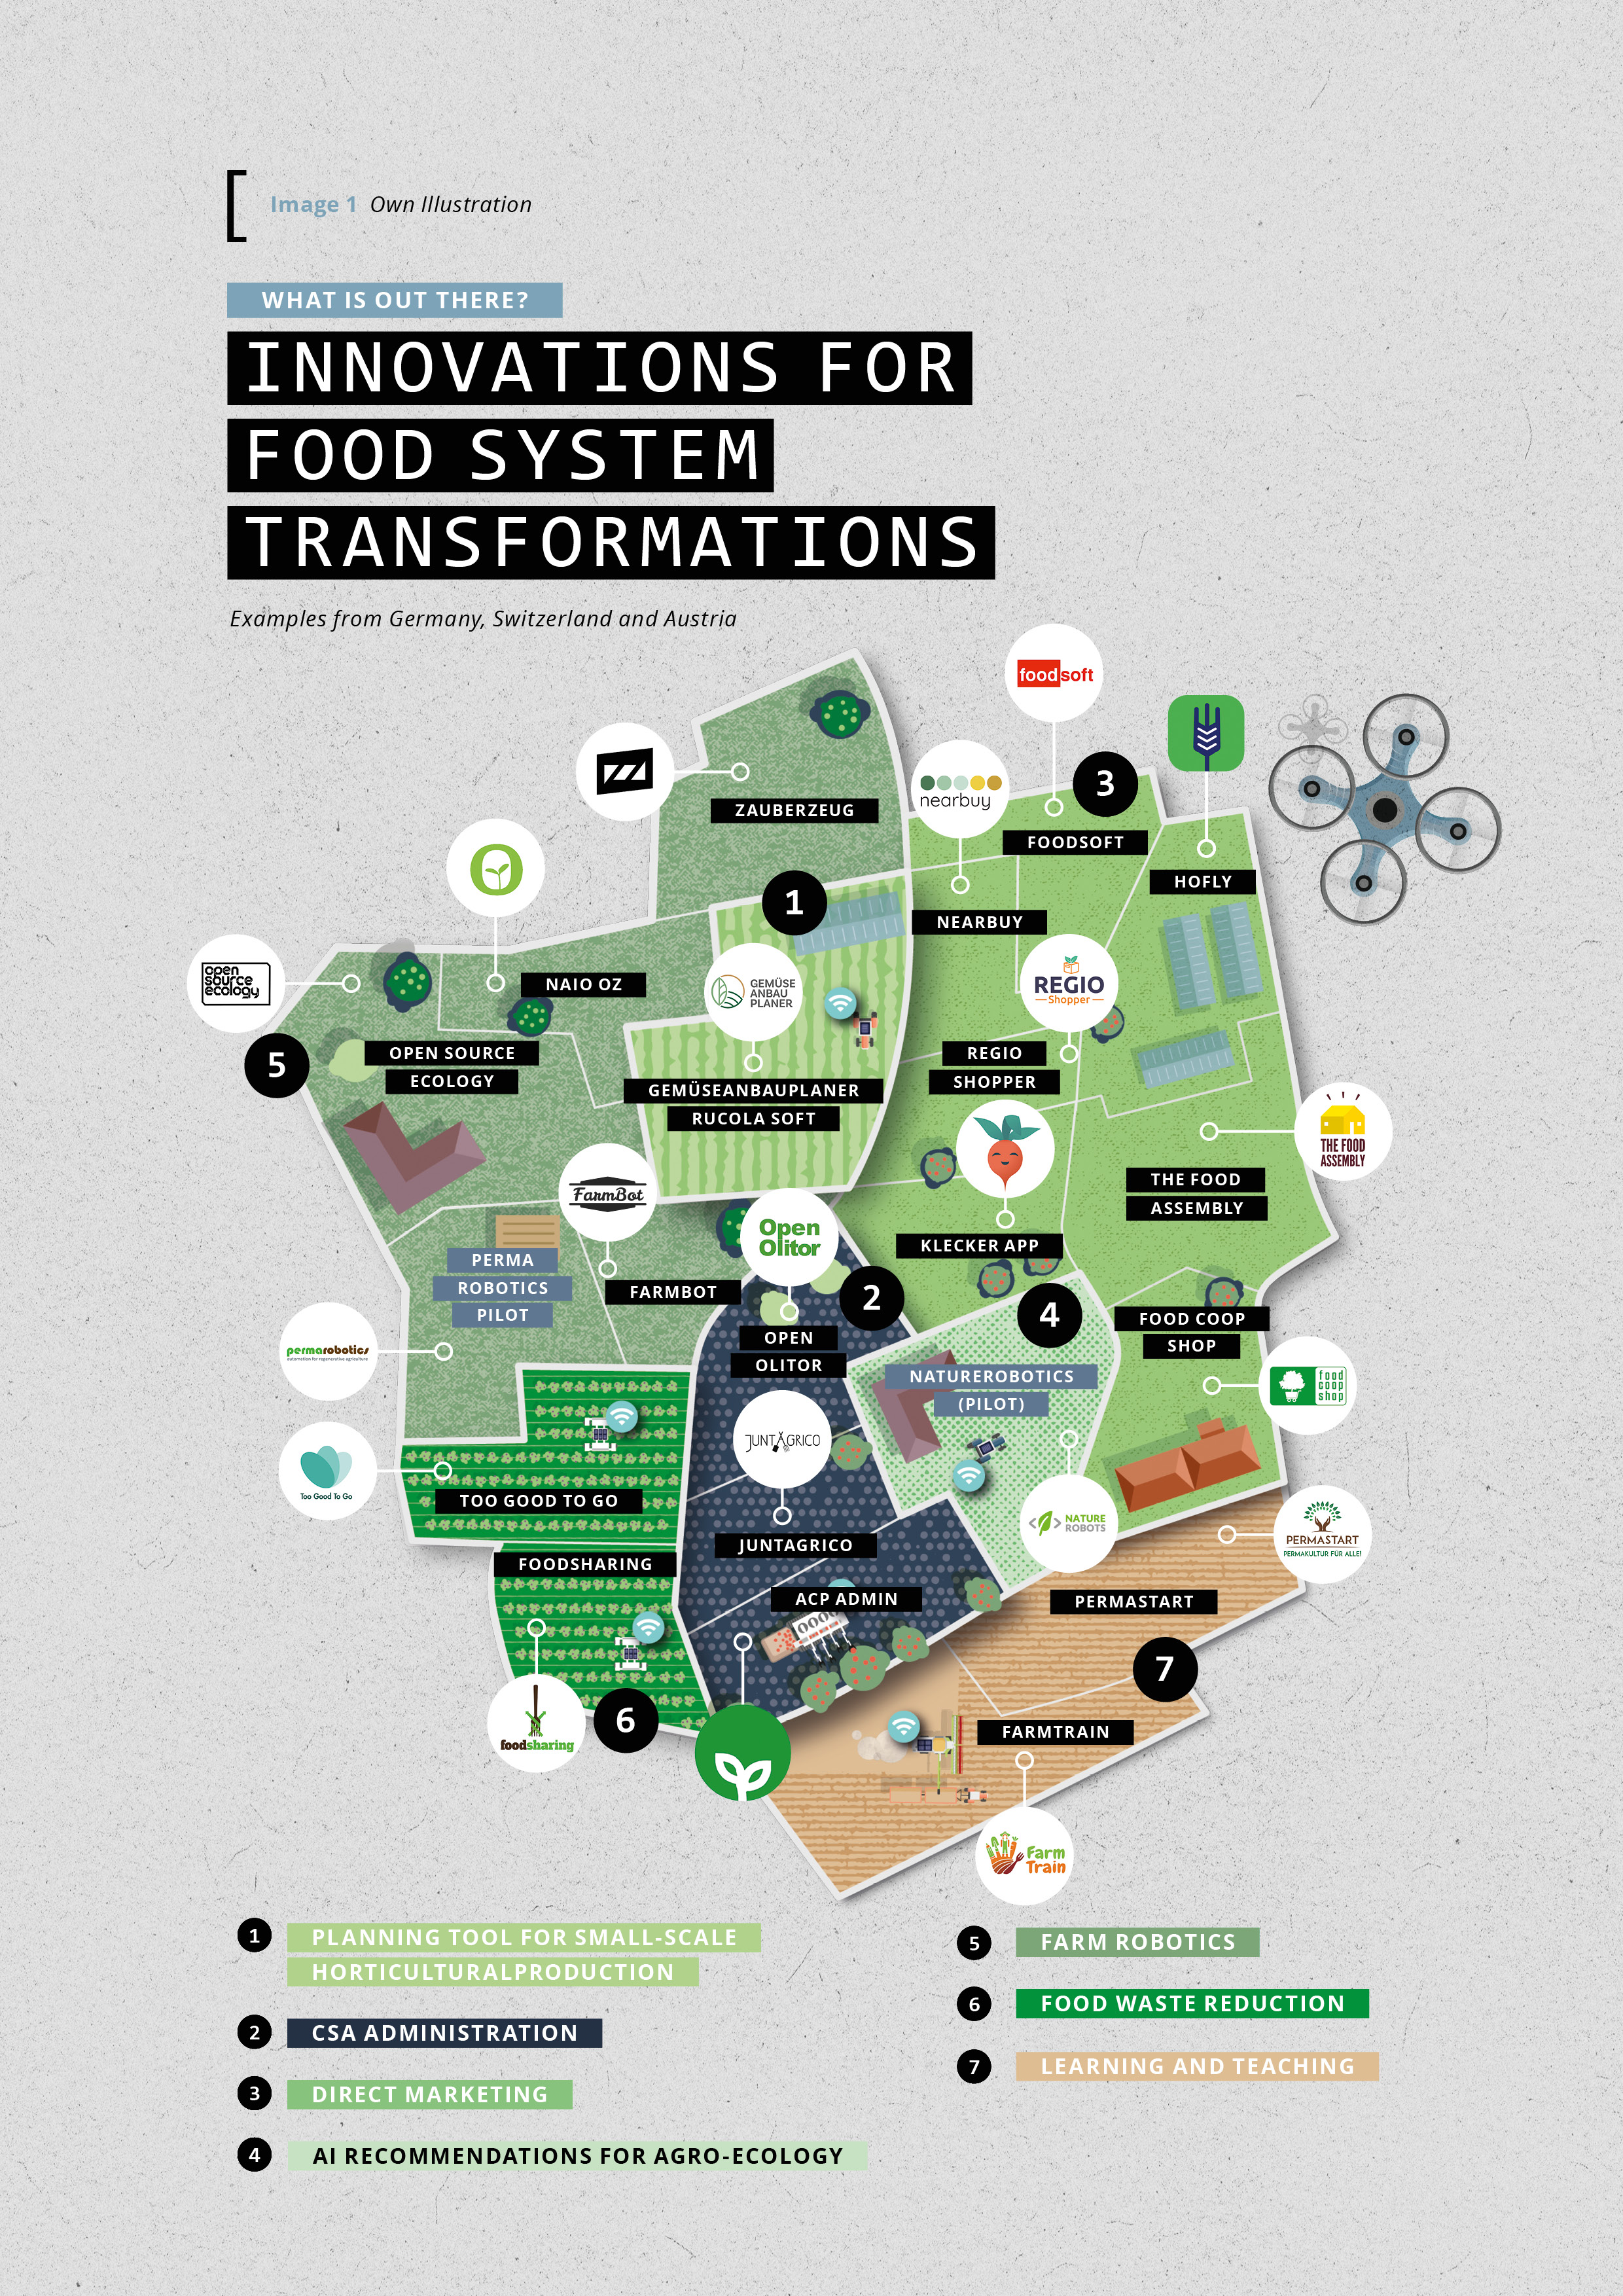 Image 1 Own Illustration
WHAT IS OUT THERE?
INNOVATIONS FOR
FOOD SYSTEM
TRANSFORMATIONS
Examples from Germany, Switzerland and Austria
foodsoft
nearbuy
3
ZAUBERZEUG
FOODSOFT
HOFLY
1
NEARBUY
open
source
ecology
NAIO OZ
GEMÜSE
ANBAU
PLANER
REGIO
Shopper
5
OPEN SOURCE
ECOLOGY
REGIO
SHOPPER
GEMÜSEANBAUPLANER
RUCOLA SOFT
THE FOOD
ASSEMBLY
FarmBot
THE FOOD
ASSEMBLY
Open
Olitor
KLECKER APP
PERMA
ROBOTICS
PILOT
FARMBOT
2
4
FOOD COOP
SHOP
OPEN
OLITOR
permarobotics
automation for regenerative agriculture
NATUREROBOTICS
(PILOT)
food
coop
shop
JUNTAGRICO
Too Good To Go
TOO GOOD TO GO
NATURE
ROBOTS
PERMASTART
PERMAKULTUR FÜR ALLE!
JUNTAGRICO
FOODSHARING
ACP ADMIN
PERMASTART
7
6
foodsharing
FARMTRAIN
Farm
Train
1 PLANNING TOOL FOR SMALL-SCALE
HORTICULTURALPRODUCTION
2 CSA ADMINISTRATION
3 DIRECT MARKETING
4 AI RECOMMENDATIONS FOR AGRO-ECOLOGY
5 FARM ROBOTICS
6 FOOD WASTE REDUCTION
7 LEARNING AND TEACHING